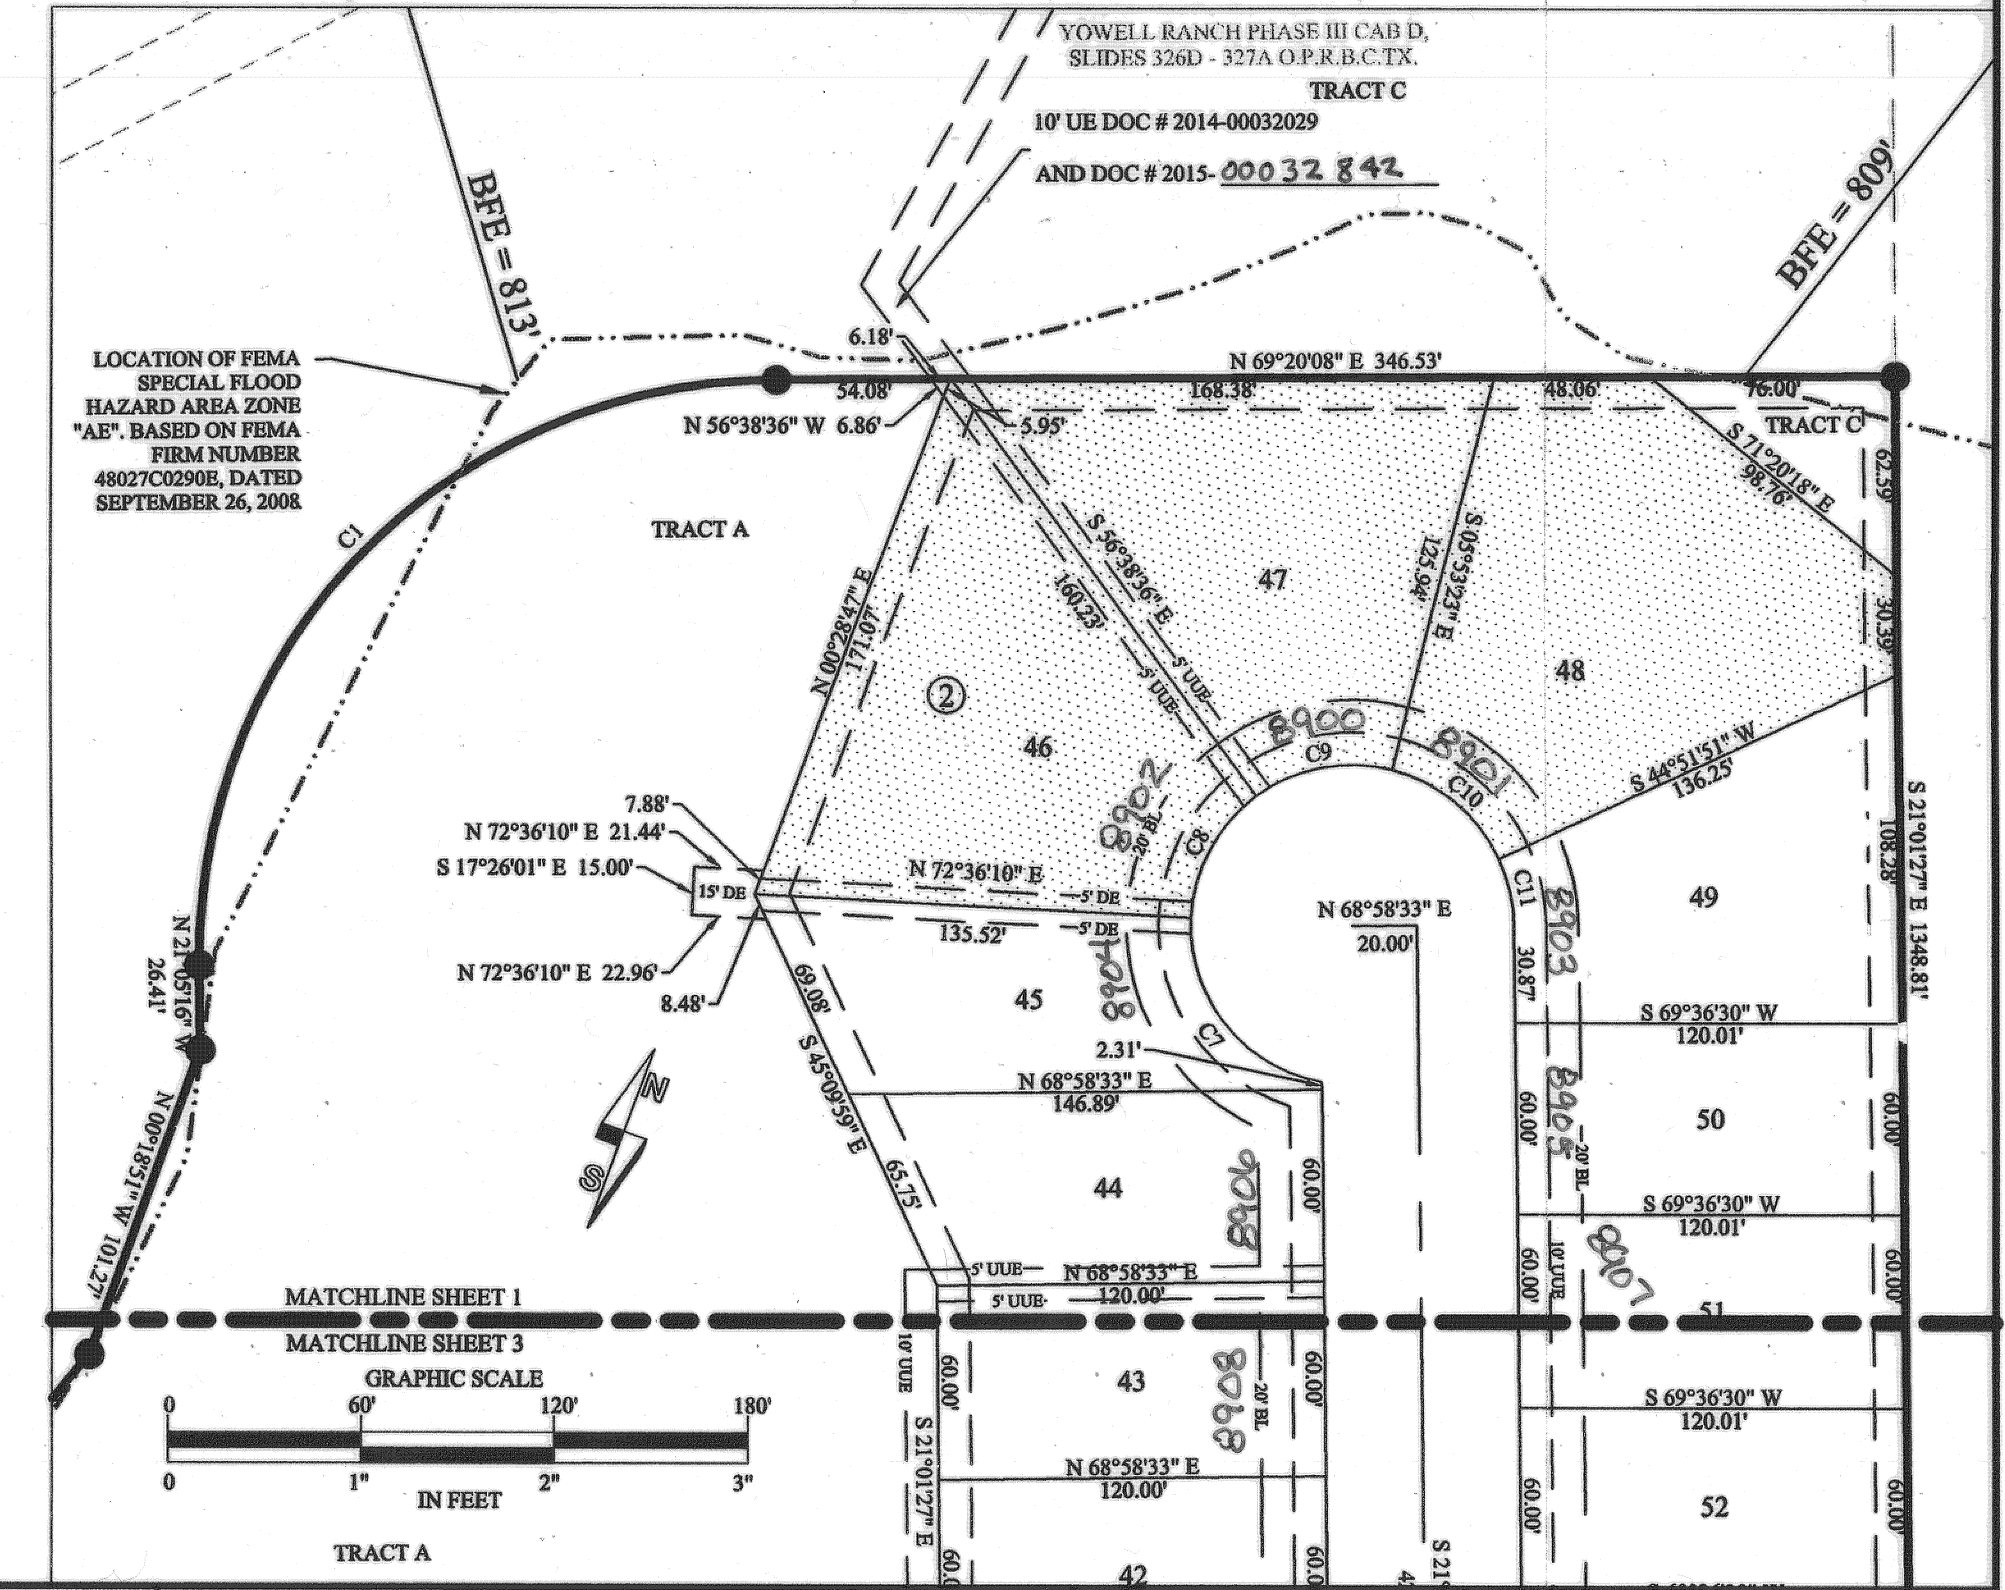 YOWELL RANCH PHASE III CAB D,
SLIDES 326D - 327A O.P.R.B.C.TX.
TRACT C
10' UE DOC # 2014-00032029
AND DOC # 2015- 00032842
BFE = 813'
BFE = 809'
LOCATION OF FEMA
SPECIAL FLOOD
HAZARD AREA ZONE
"AE". BASED ON FEMA
FIRM NUMBER
48027C0290E, DATED
SEPTEMBER 26, 2008
6.18'
N 69°20'08" E 346.53'
54.08'
168.38'
48.06'
76.00'
N 56°38'36" W 6.86'
5.95'
TRACT C
S 71°20'18" E
98.76'
62.59'
C1
TRACT A
N 00°28'47" E
171.07'
S 56°38'36" E
160.23'
5' UUE
5' UUE
47
S 05°53'23" E
125.94'
30.39'
48
2
46
8900
C9
8901
C10
S 44°51'51" W
136.25'
8902
20' BL
C8
7.88'
N 72°36'10" E 21.44'
S 17°26'01" E 15.00'
15' DE
N 72°36'10" E
5' DE
135.52'
5' DE
N 72°36'10" E 22.96'
8.48'
C11
8903
49
108.28'
S 21°01'27" E 1348.81'
N 68°58'33" E
20.00'
30.87'
N 21°05'16" W
26.41'
69.08'
45
8904
C7
2.31'
S 69°36'30" W
120.01'
S 45°09'59" E
N 68°58'33" E
146.89'
N
S
N 00°18'51" W 101.27'
65.75'
44
8906
60.00'
60.00'
8905
20' BL
50
60.00'
S 69°36'30" W
120.01'
5' UUE
N 68°58'33" E
5' UUE
120.00'
60.00'
10' UUE
8907
51
60.00'
MATCHLINE SHEET 1
MATCHLINE SHEET 3
GRAPHIC SCALE
0 60' 120' 180'
0 1" 2" 3"
IN FEET
TRACT A
10' UUE
60.00'
43
8908
20' BL
60.00'
S 69°36'30" W
120.01'
S 21°01'27" E
N 68°58'33" E
120.00'
60.00'
52
60.00'
60.0
42
60.0
S 21°